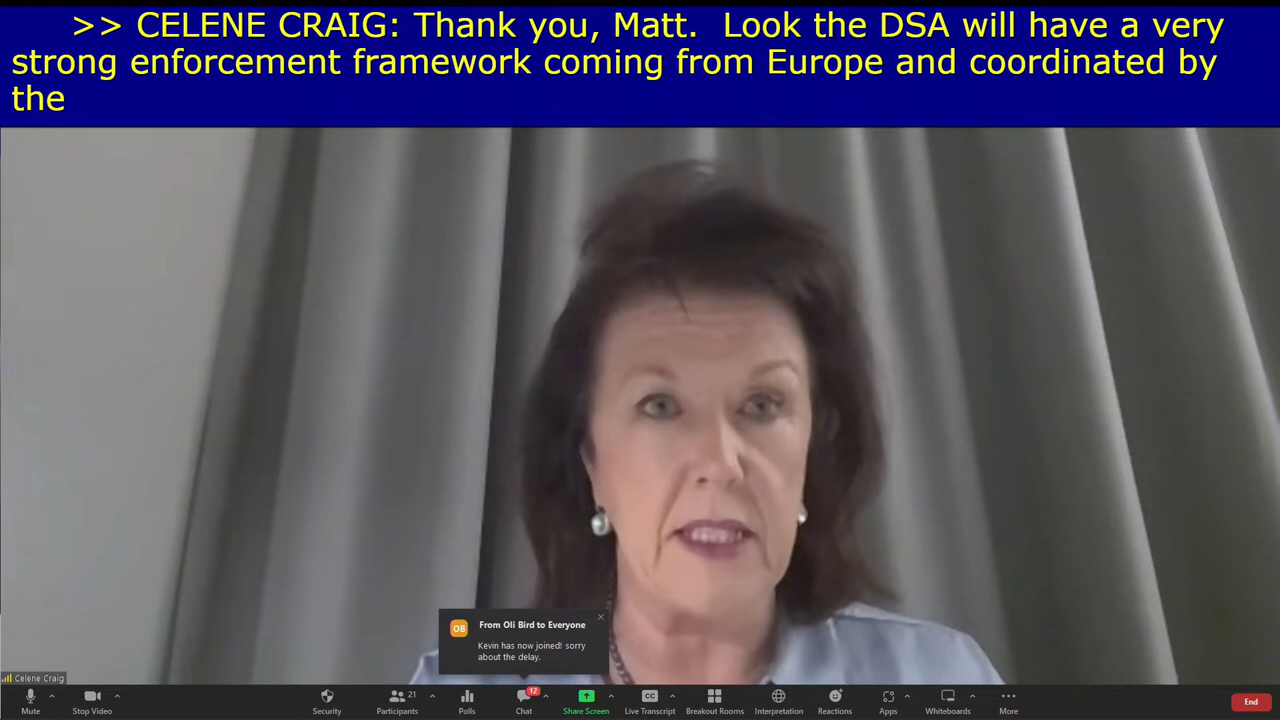 >> CELENE CRAIG: Thank you, Matt.  Look the DSA will have a very
strong enforcement framework coming from Europe and coordinated by
the
OB
From Oli Bird to Everyone
Kevin has now joined! sorry
about the delay.
Celene Craig
21
12
CC
Mute
Stop Video
Security
Participants
Polls
Chat
Share Screen
Live Transcript
Breakout Rooms
Interpretation
Reactions
Apps
Whiteboards
More
End